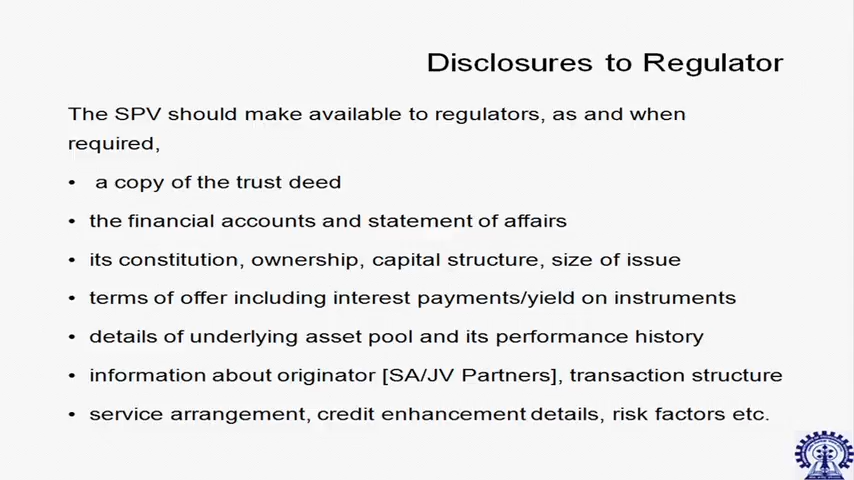 Disclosures to Regulator
The SPV should make available to regulators, as and when
required,
• a copy of the trust deed
• the financial accounts and statement of affairs
• its constitution, ownership, capital structure, size of issue
• terms of offer including interest payments/yield on instruments
• details of underlying asset pool and its performance history
• information about originator [SA/JV Partners], transaction structure
• service arrangement, credit enhancement details, risk factors etc.